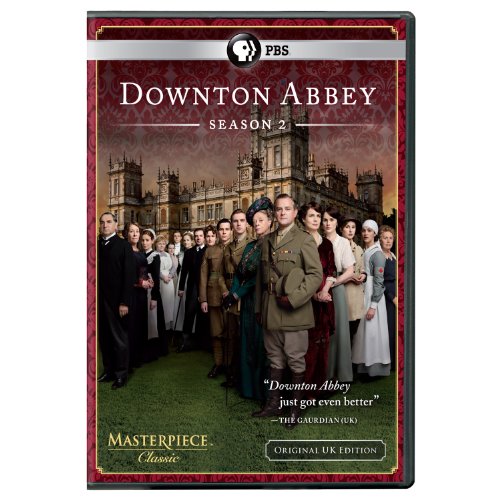 PBS
DOWNTON ABBEY
SEASON 2
"Downton Abbey
just got even better"
—THE GAURDIAN (UK)
MASTERPIECE
Classic
ORIGINAL UK EDITION